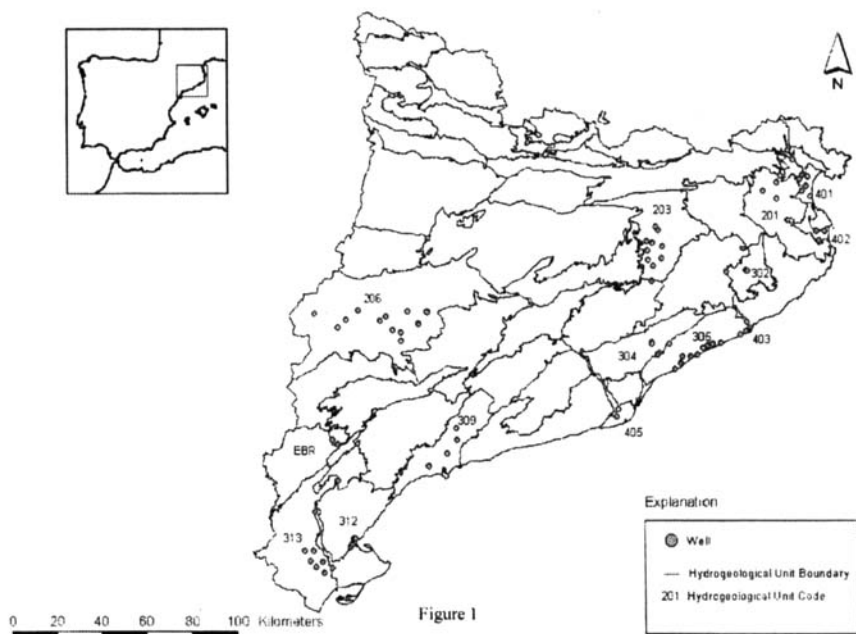 N
203
401
201
402
302
206
305
403
304
309
405
EBR
312
313
Explanation
Well
Hydrogeological Unit Boundary
201 Hydrogeological Unit Code
0 20 40 60 80 100 Kilometers
Figure 1